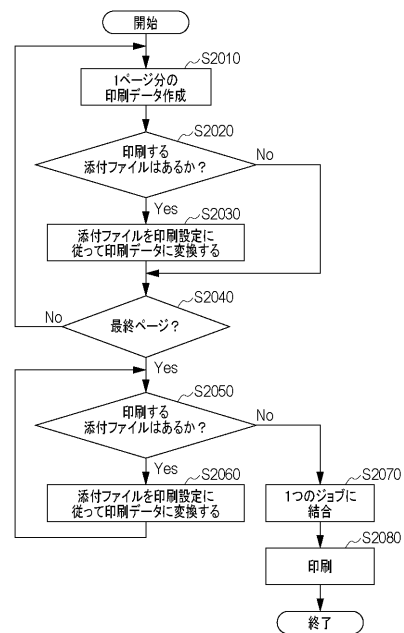 開始
S2010
1ページ分の
印刷データ作成
S2020
印刷する
添付ファイルはあるか？
No
Yes
S2030
添付ファイルを印刷設定に
従って印刷データに変換する
S2040
No
最終ページ？
Yes
S2050
印刷する
添付ファイルはあるか？
No
Yes
S2060
添付ファイルを印刷設定に
従って印刷データに変換する
S2070
1つのジョブに
結合
S2080
印刷
終了